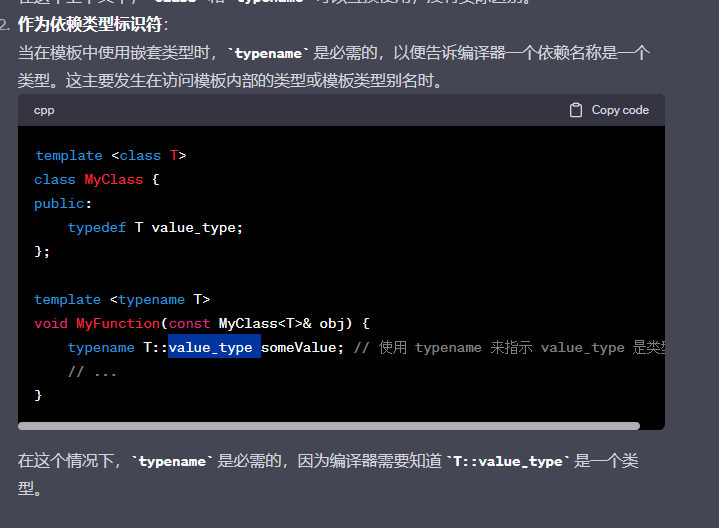 2. 作为依赖类型标识符：
当在模板中使用嵌套类型时，`typename`是必需的，以便告诉编译器一个依赖名称是一个
类型。这主要发生在访问模板内部的类型或模板类型别名时。
cpp Copy code
template <class T>
class MyClass {
public:
    typedef T value_type;
};
template <typename T>
void MyFunction(const MyClass<T>& obj) {
    typename T::value_type someValue; // 使用 typename 来指示 value_type 是类型
    // ...
}
在这个情况下，`typename`是必需的，因为编译器需要知道`T::value_type`是一个类
型。